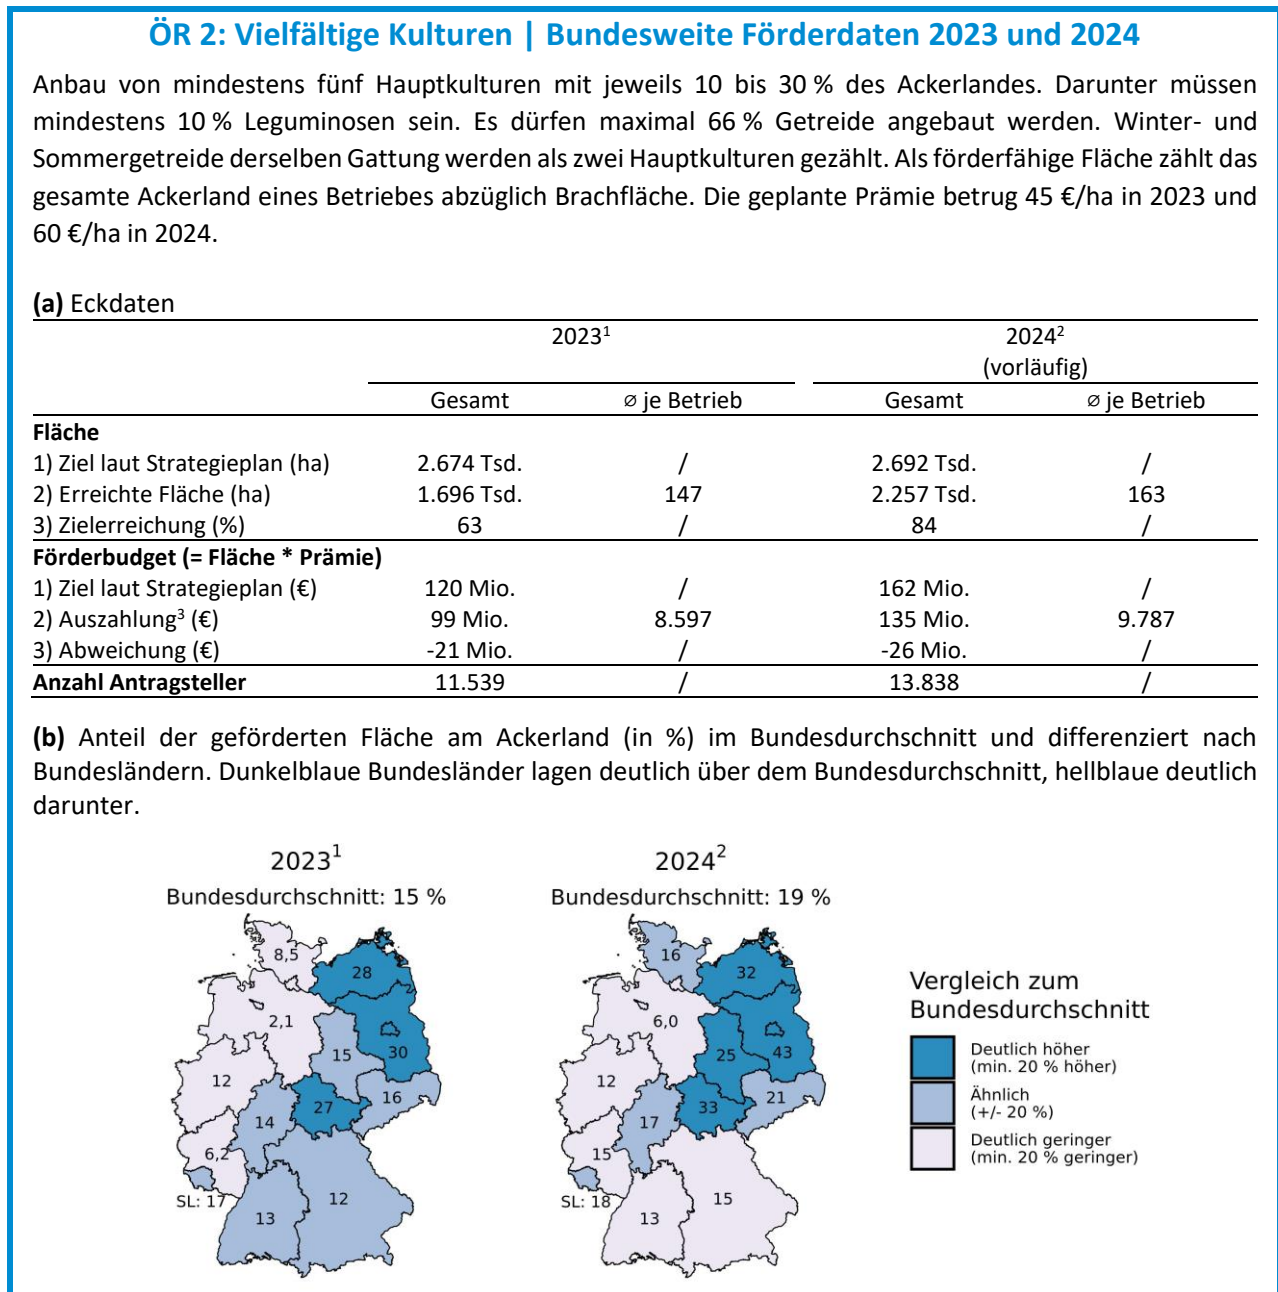 ÖR 2: Vielfältige Kulturen | Bundesweite Förderdaten 2023 und 2024
Anbau von mindestens fünf Hauptkulturen mit jeweils 10 bis 30 % des Ackerlandes. Darunter müssen
mindestens 10 % Leguminosen sein. Es dürfen maximal 66 % Getreide angebaut werden. Winter- und
Sommergetreide derselben Gattung werden als zwei Hauptkulturen gezählt. Als förderfähige Fläche zählt das
gesamte Ackerland eines Betriebes abzüglich Brachfläche. Die geplante Prämie betrug 45 €/ha in 2023 und
60 €/ha in 2024.
(a) Eckdaten
2023¹ 2024²
(vorläufig)
Gesamt ⌀ je Betrieb Gesamt ⌀ je Betrieb
Fläche
1) Ziel laut Strategieplan (ha) 2.674 Tsd. / 2.692 Tsd. /
2) Erreichte Fläche (ha) 1.696 Tsd. 147 2.257 Tsd. 163
3) Zielerreichung (%) 63 / 84 /
Förderbudget (= Fläche * Prämie)
1) Ziel laut Strategieplan (€) 120 Mio. / 162 Mio. /
2) Auszahlung³ (€) 99 Mio. 8.597 135 Mio. 9.787
3) Abweichung (€) -21 Mio. / -26 Mio. /
Anzahl Antragsteller 11.539 / 13.838 /
(b) Anteil der geförderten Fläche am Ackerland (in %) im Bundesdurchschnitt und differenziert nach
Bundesländern. Dunkelblaue Bundesländer lagen deutlich über dem Bundesdurchschnitt, hellblaue deutlich
darunter.
2023¹
Bundesdurchschnitt: 15 %
8,5
28
2,1
15
30
12
27
16
14
6,2
SL: 17
12
13
2024²
Bundesdurchschnitt: 19 %
16
32
6,0
25
43
12
33
21
17
15
SL: 18
15
13
Vergleich zum
Bundesdurchschnitt
Deutlich höher
(min. 20 % höher)
Ähnlich
(+/- 20 %)
Deutlich geringer
(min. 20 % geringer)